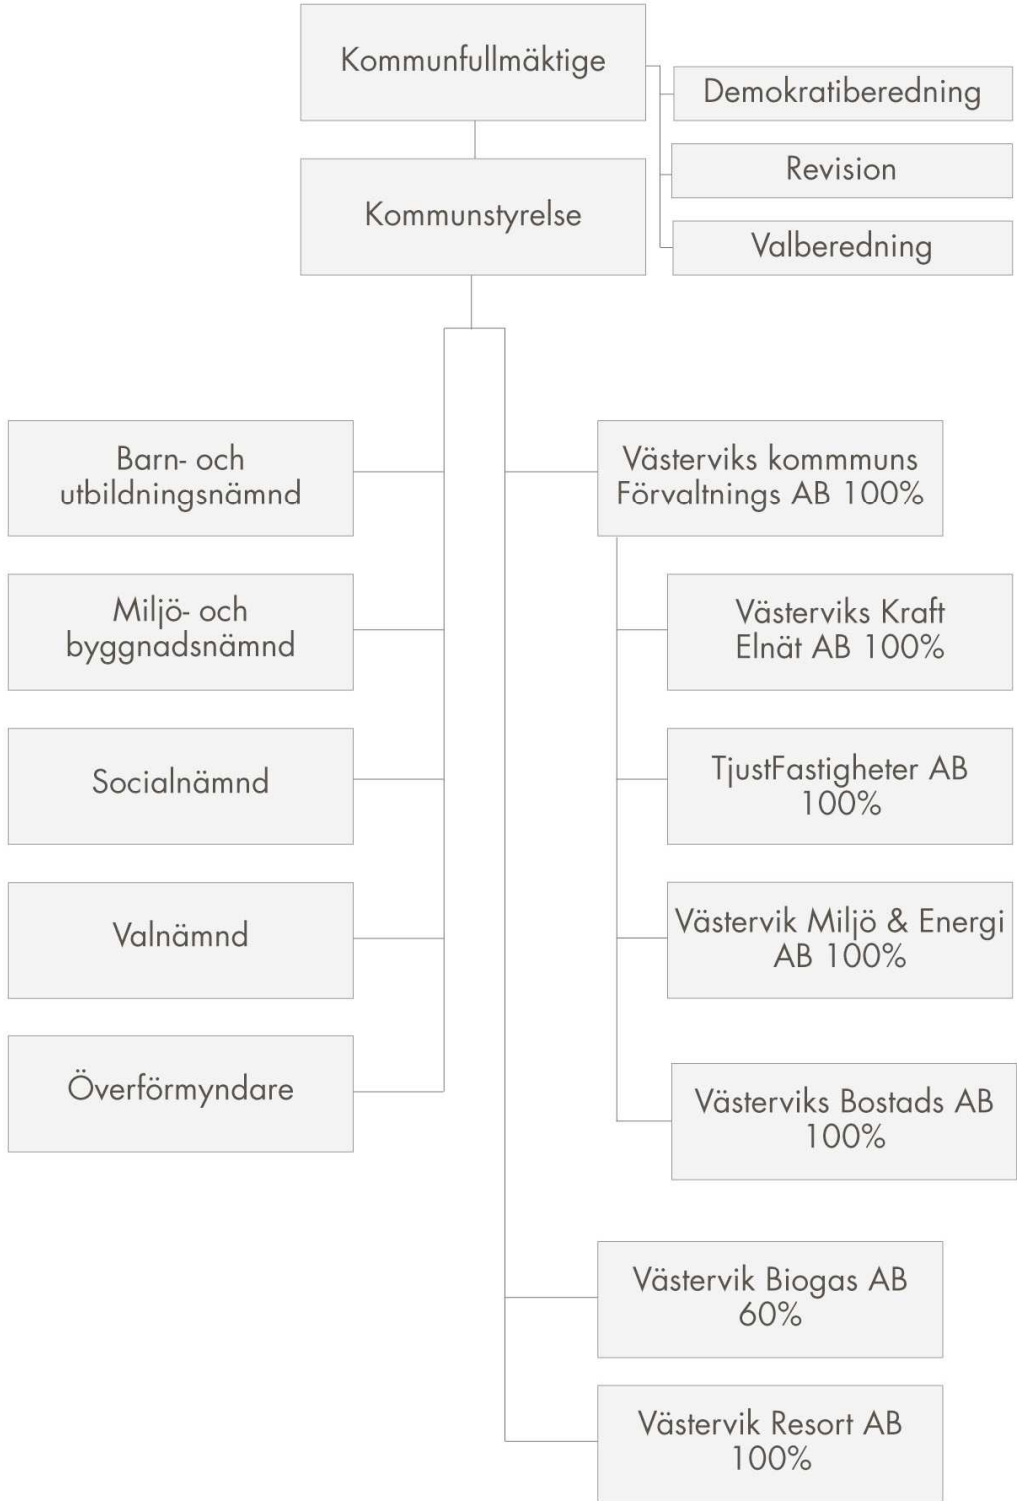 Kommunfullmäktige
Demokratiberedning
Revision
Kommunstyrelse
Valberedning
Barn- och
utbildningsnämnd
Miljö- och
byggnadsnämnd
Socialnämnd
Valnämnd
Överförmyndare
Västerviks kommmuns
Förvaltnings AB 100%
Västerviks Kraft
Elnät AB 100%
TjustFastigheter AB
100%
Västervik Miljö & Energi
AB 100%
Västerviks Bostads AB
100%
Västervik Biogas AB
60%
Västervik Resort AB
100%